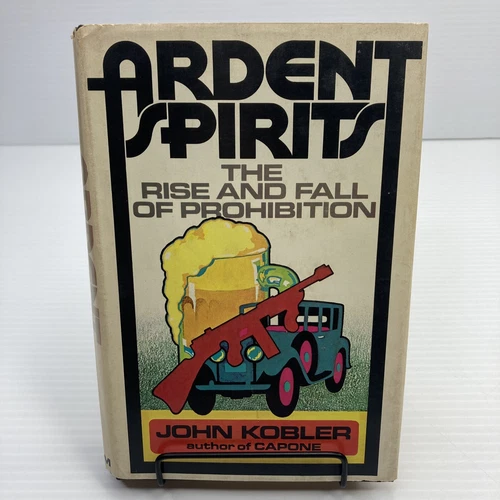 ARDENT
SPIRITS
THE
RISE AND FALL
OF PROHIBITION
JOHN KOBLER
author of CAPONE